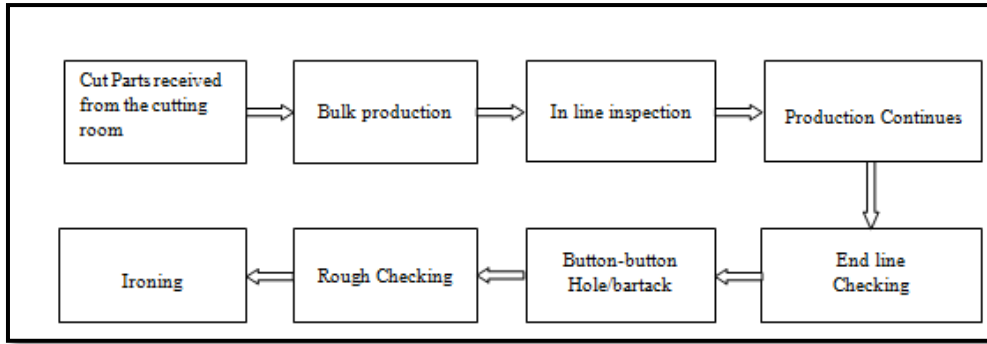 Cut Parts received
from the cutting
room
Bulk production
In line inspection
Production Continues
End line
Checking
Button-button
Hole/bartack
Rough Checking
Ironing